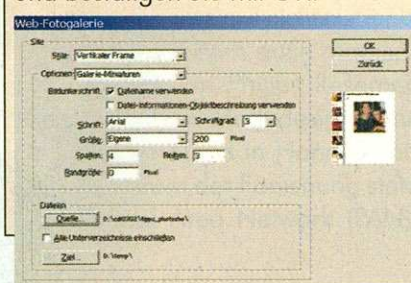 und bestätigen Sie mit OK.
Web-Fotogalerie
Site
Stile: Vertikaler Frame
OK
Zurück
Optionen: Galerie-Miniaturen
Bildunterschrift: Dateiname verwenden
Datei-Informationen-Objektbeschreibung verwenden
Schrift: Arial Schriftgrad: 3
Größe: Eigene 200 Pixel
Spalten: 4 Reihen: 3
Randgröße: 0 Pixel
Dateien
Quelle...
Alle Unterverzeichnisse einschließen
Ziel... D:\temp\